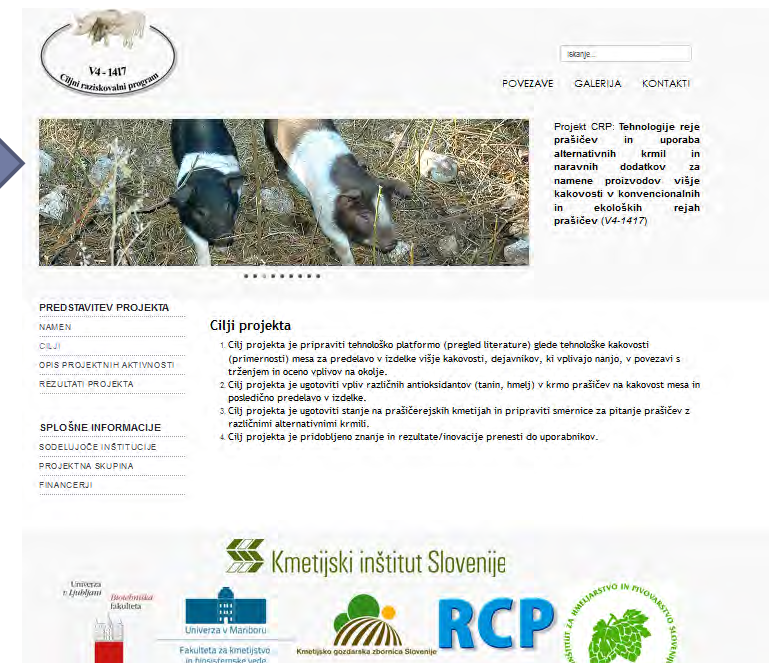 V4 - 1417
Ciljni raziskovalni program
iskanje...
POVEZAVE GALERIJA KONTAKTI
Projekt CRP: Tehnologije reje
prašičev in uporaba
alternativnih krmil in
naravnih dodatkov za
namene proizvodov višje
kakovosti v konvencionalnih
in ekoloških rejah
prašičev (V4-1417)
PREDSTAVITEV PROJEKTA
NAMEN
CILJI
OPIS PROJEKTNIH AKTIVNOSTI
REZULTATI PROJEKTA
SPLOŠNE INFORMACIJE
SODELUJOČE INŠTITUCIJE
PROJEKTNA SKUPINA
FINANCERJI
Cilji projekta
1. Cilj projekta je pripraviti tehnološko platformo (pregled literature) glede tehnološke kakovosti
(primernosti) mesa za predelavo v izdelke višje kakovosti, dejavnikov, ki vplivajo nanjo, v povezavi s
trženjem in oceno vplivov na okolje.
2. Cilj projekta je ugotoviti vpliv različnih antioksidantov (tanin, hmelj) v krmo prašičev na kakovost mesa in
posledično predelavo v izdelke.
3. Cilj projekta je ugotoviti stanje na prašičerejskih kmetijah in pripraviti smernice za pitanje prašičev z
različnimi alternativnimi krmili.
4. Cilj projekta je pridobljeno znanje in rezultate/inovacije prenesti do uporabnikov.
Kmetijski inštitut Slovenije
Univerza
v Ljubljani
Biotehniška
fakulteta
Univerza v Mariboru
Fakulteta za kmetijstvo
in biosistemske vede
Kmetijsko gozdarska zbornica Slovenije
RCP
INŠTITUT ZA HMELJARSTVO IN PIVOVARSTVO SLOVENIJE